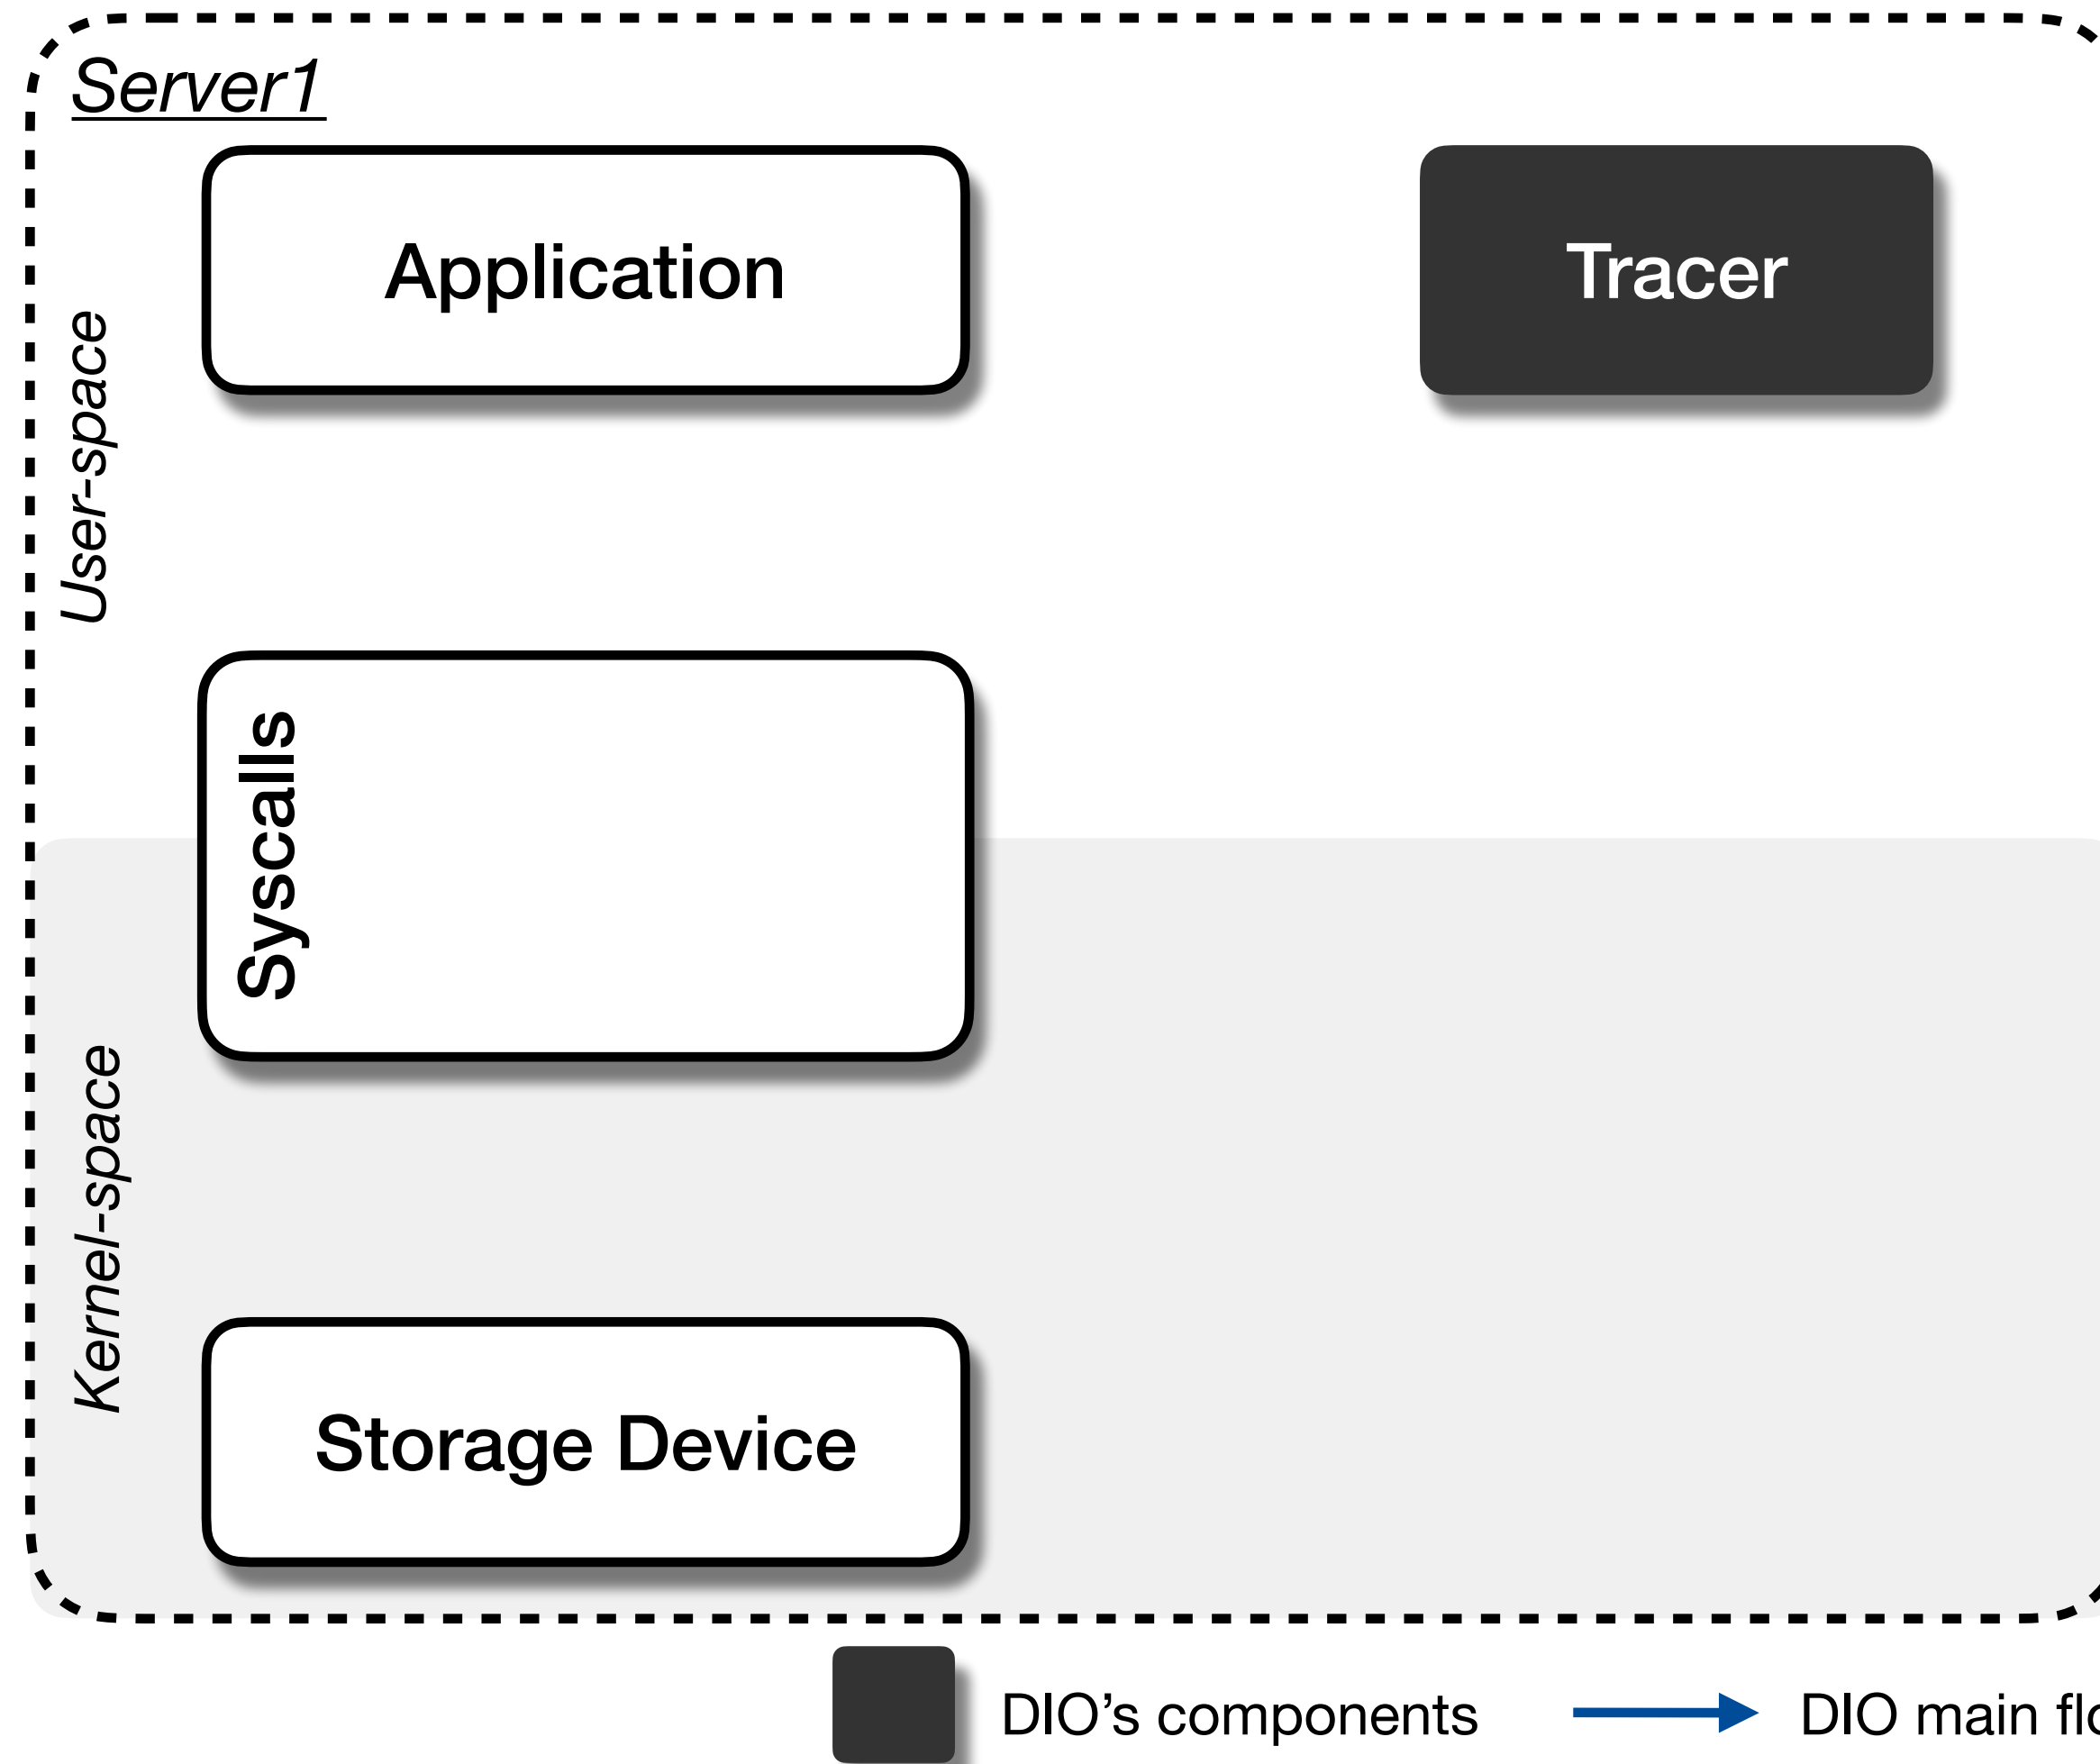 Server1
Application
Tracer
User-space
Syscalls
Kernel-space
Storage Device
DIO's components
DIO main